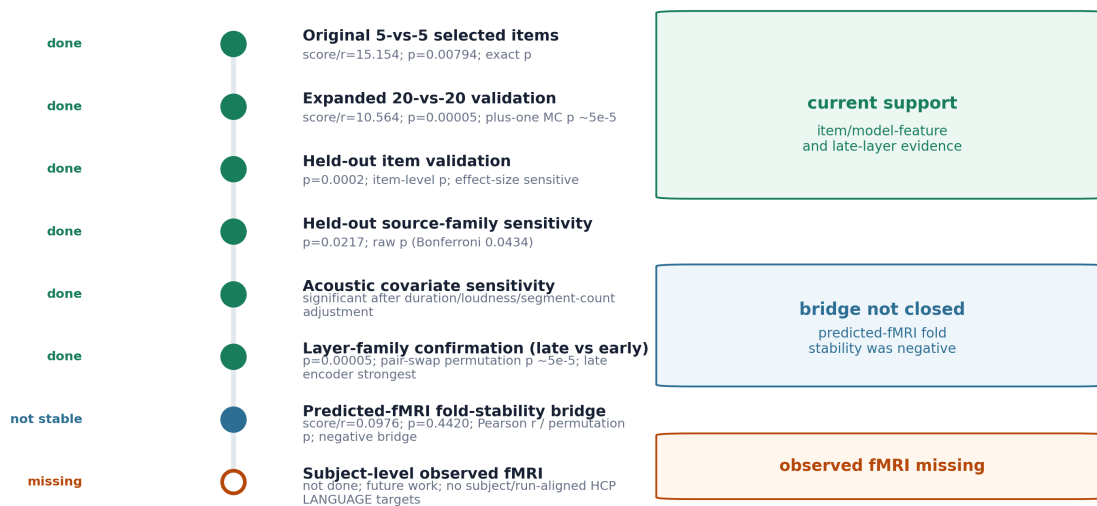 done
Original 5-vs-5 selected items
score/r=15.154; p=0.00794; exact p
done
Expanded 20-vs-20 validation
score/r=10.564; p=0.00005; plus-one MC p ~5e-5
done
Held-out item validation
p=0.0002; item-level p; effect-size sensitive
done
Held-out source-family sensitivity
p=0.0217; raw p (Bonferroni 0.0434)
done
Acoustic covariate sensitivity
significant after duration/loudness/segment-count
adjustment
done
Layer-family confirmation (late vs early)
p=0.00005; pair-swap permutation p ~5e-5; late
encoder strongest
not stable
Predicted-fMRI fold-stability bridge
score/r=0.0976; p=0.4420; Pearson r / permutation
p; negative bridge
missing
Subject-level observed fMRI
not done; future work; no subject/run-aligned HCP
LANGUAGE targets
current support
item/model-feature
and late-layer evidence
bridge not closed
predicted-fMRI fold
stability was negative
observed fMRI missing